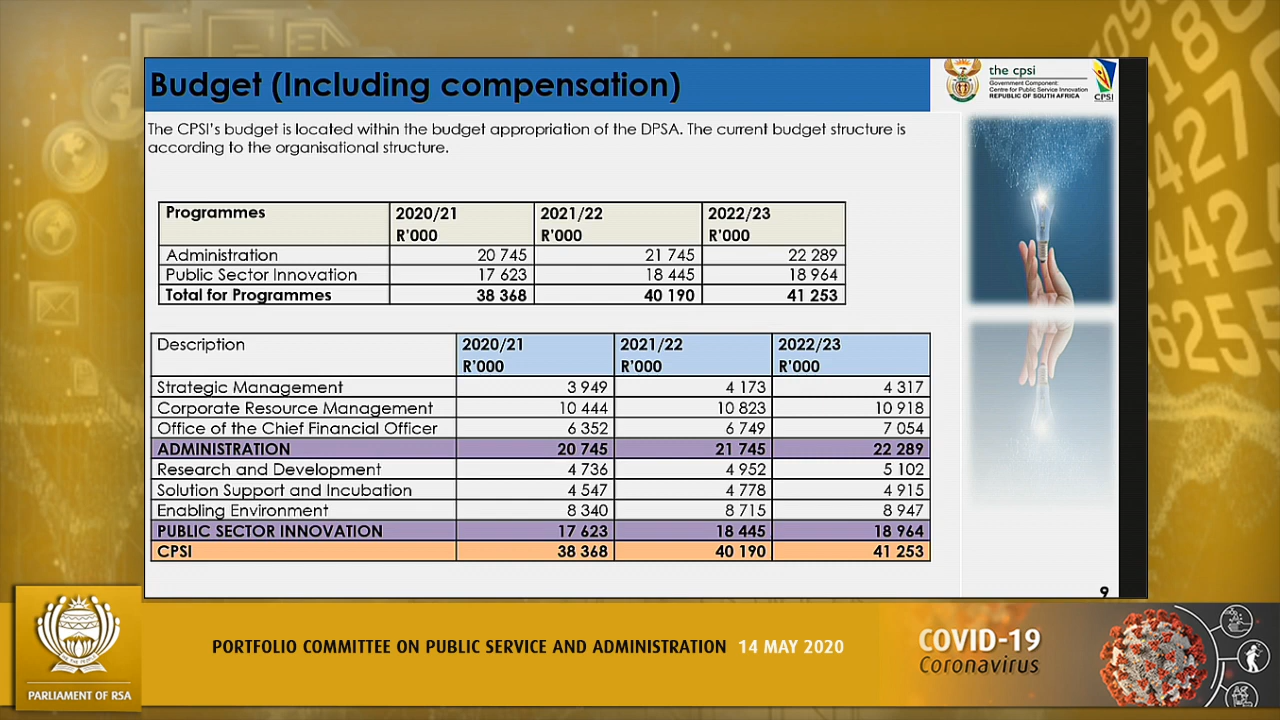 Budget (Including compensation)
the cpsi
Government Component:
Centre for Public Service Innovation
REPUBLIC OF SOUTH AFRICA
CPSI
The CPSI's budget is located within the budget appropriation of the DPSA. The current budget structure is
according to the organisational structure.
Programmes 2020/21 2021/22 2022/23
R'000 R'000 R'000
Administration 20 745 21 745 22 289
Public Sector Innovation 17 623 18 445 18 964
Total for Programmes 38 368 40 190 41 253
Description 2020/21 2021/22 2022/23
R'000 R'000 R'000
Strategic Management 3 949 4 173 4 317
Corporate Resource Management 10 444 10 823 10 918
Office of the Chief Financial Officer 6 352 6 749 7 054
ADMINISTRATION 20 745 21 745 22 289
Research and Development 4 736 4 952 5 102
Solution Support and Incubation 4 547 4 778 4 915
Enabling Environment 8 340 8 715 8 947
PUBLIC SECTOR INNOVATION 17 623 18 445 18 964
CPSI 38 368 40 190 41 253
9
PORTFOLIO COMMITTEE ON PUBLIC SERVICE AND ADMINISTRATION 14 MAY 2020
COVID-19
Coronavirus
PARLIAMENT OF RSA